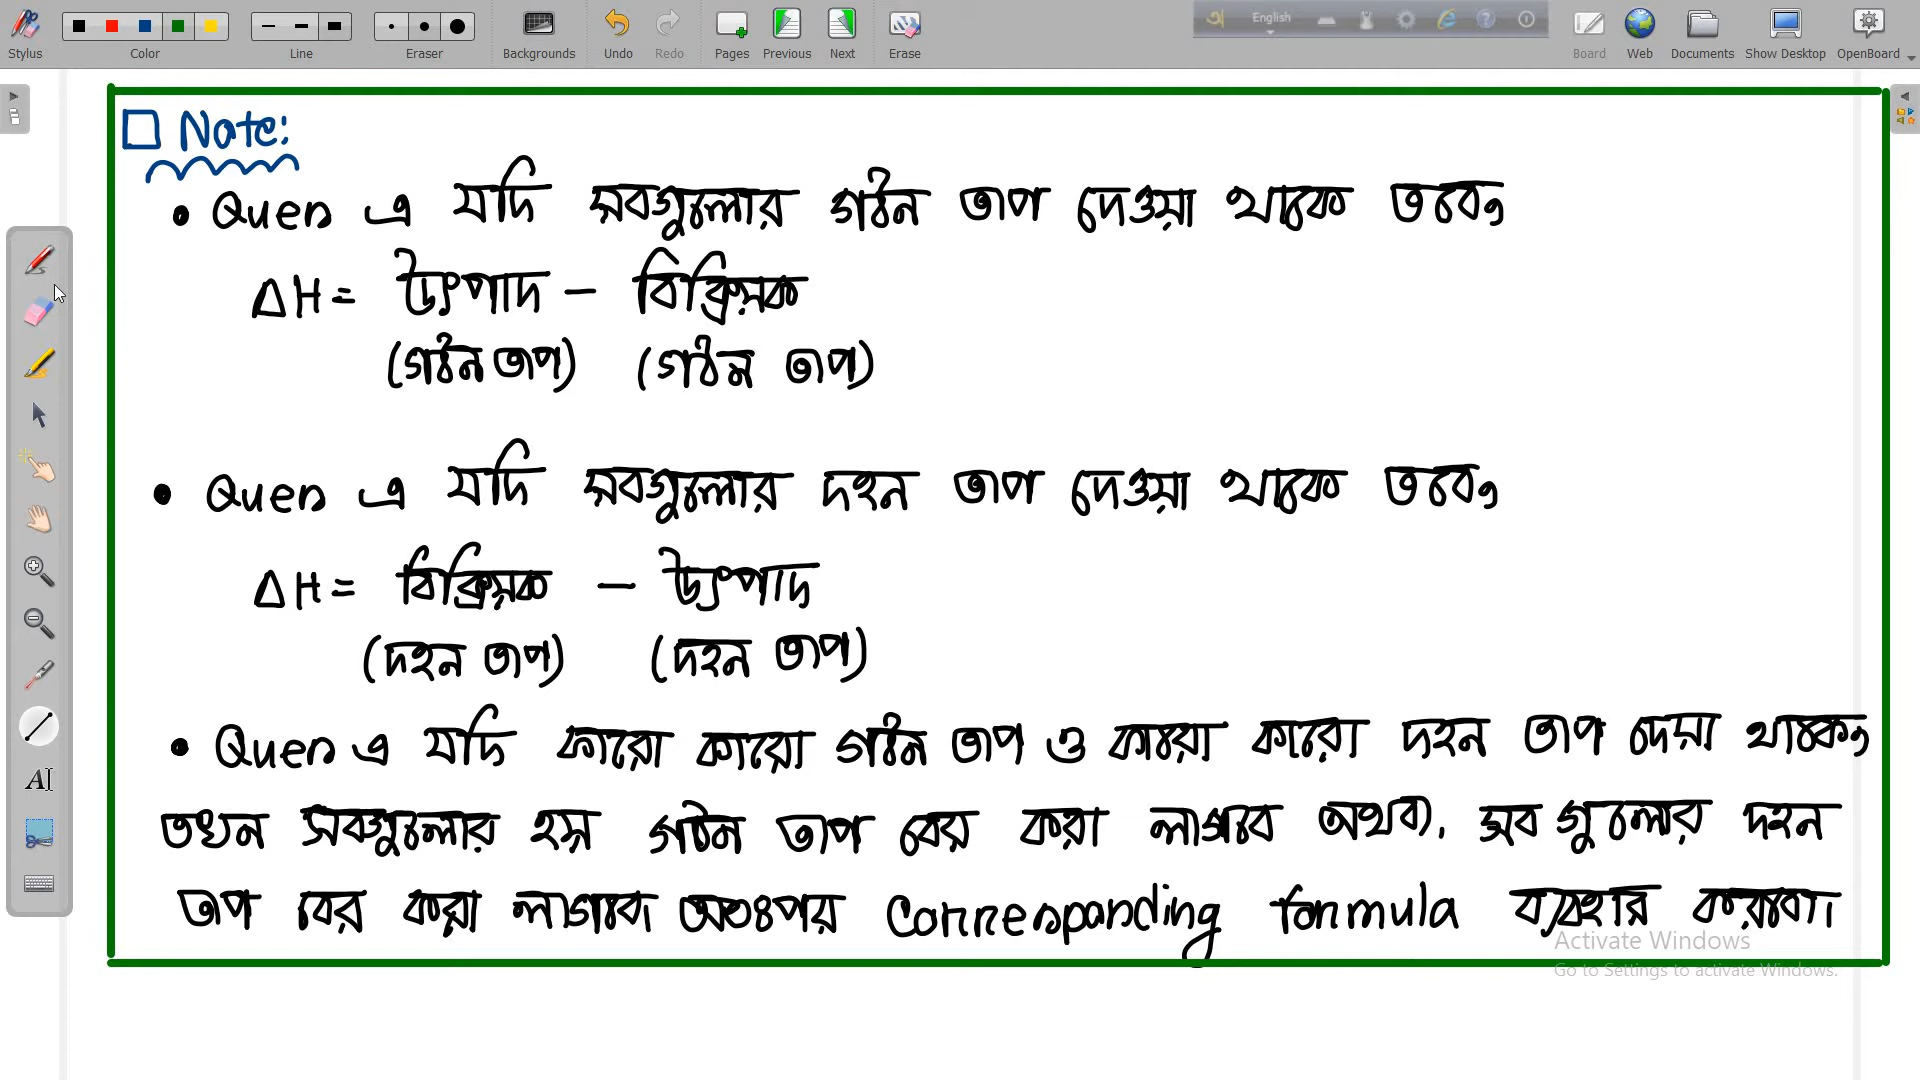 Stylus Color Line Eraser Backgrounds Undo Redo Pages Previous Next Erase English Board Web Documents Show Desktop OpenBoard
Note:
• Quen এ যদি সবগুলোর গঠন তাপ দেওয়া থাকে তবে,
ΔH = উৎপাদ – বিক্রিয়ক
(গঠন তাপ) (গঠন তাপ)
• Quen এ যদি সবগুলোর দহন তাপ দেওয়া থাকে তবে,
ΔH = বিক্রিয়ক – উৎপাদ
(দহন তাপ) (দহন তাপ)
• Quen এ যদি কারো কারো গঠন তাপ ও কারো কারো দহন তাপ দেয়া থাকে,
তখন সবগুলোর হয় গঠন তাপ বের করা লাগবে অথবা, সব গুলোর দহন
তাপ বের করা লাগবে। অতঃপর Corresponding formula ব্যবহার করবো।
Activate Windows
Go to Settings to activate Windows.